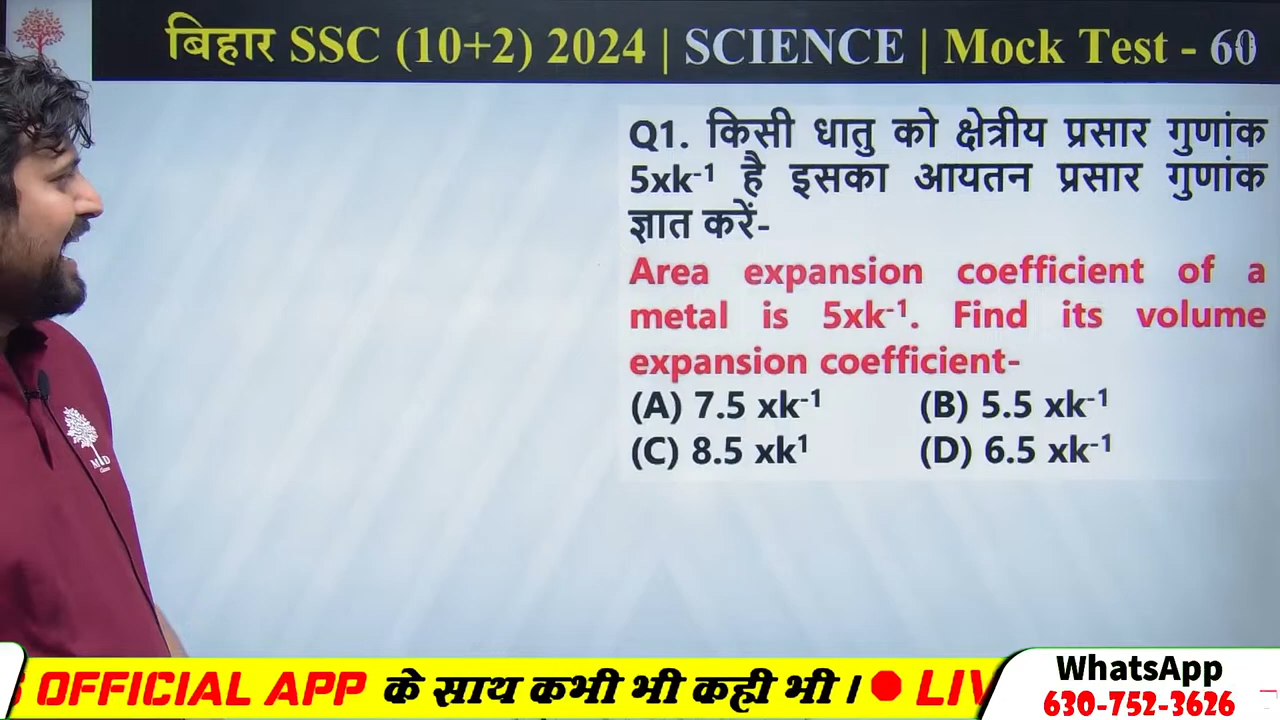 बिहार SSC (10+2) 2024 | SCIENCE | Mock Test - 60
Q1. किसी धातु को क्षेत्रीय प्रसार गुणांक
5xk⁻¹ है इसका आयतन प्रसार गुणांक
ज्ञात करें-
Area expansion coefficient of a
metal is 5xk⁻¹. Find its volume
expansion coefficient-
(A) 7.5 xk⁻¹ (B) 5.5 xk⁻¹
(C) 8.5 xk¹ (D) 6.5 xk⁻¹
M D
OFFICIAL APP के साथ कभी भी कही भी । LIV
WhatsApp
630-752-3626